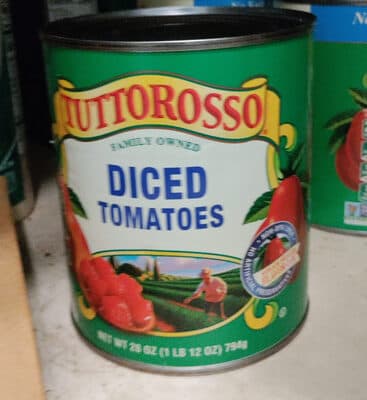 TUTTOROSSO
FAMILY OWNED
DICED
TOMATOES
NET WT 28 OZ (1 LB 12 OZ) 794g